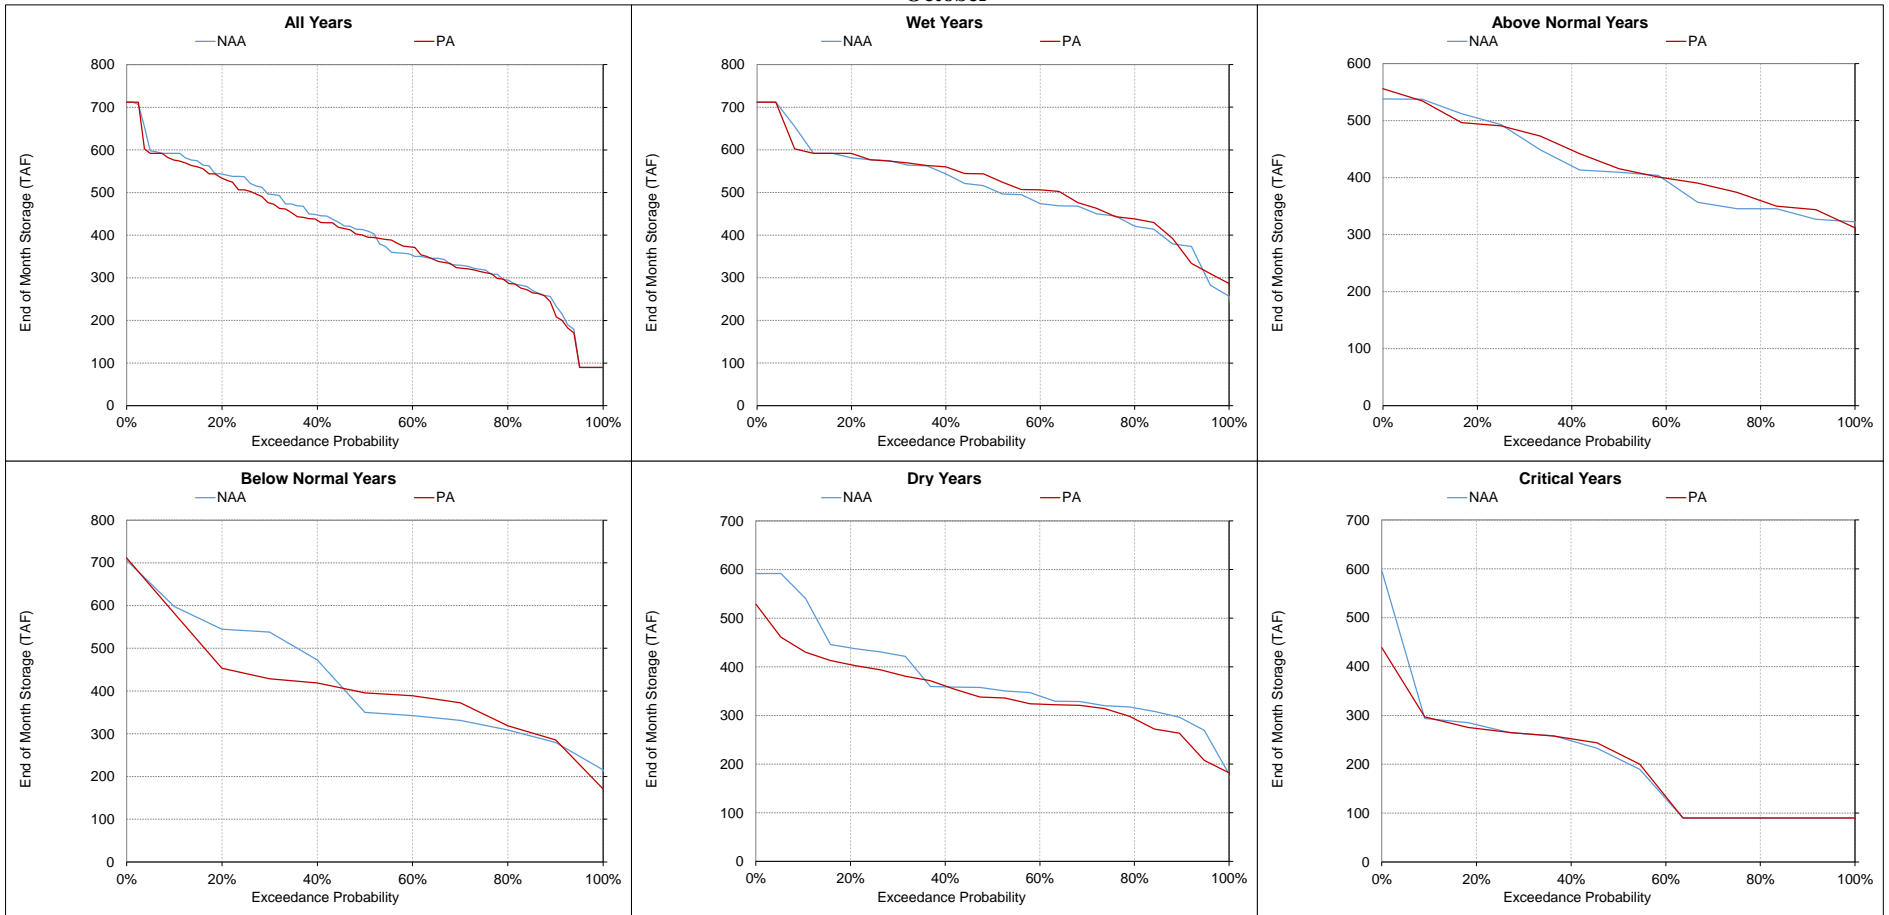 October
All Years
NAA PA
800
700
600
500
400
300
200
100
0
0% 20% 40% 60% 80% 100%
Exceedance Probability
End of Month Storage (TAF)
Wet Years
NAA PA
800
700
600
500
400
300
200
100
0
0% 20% 40% 60% 80% 100%
Exceedance Probability
End of Month Storage (TAF)
Above Normal Years
NAA PA
600
500
400
300
200
100
0
0% 20% 40% 60% 80% 100%
Exceedance Probability
End of Month Storage (TAF)
Below Normal Years
NAA PA
800
700
600
500
400
300
200
100
0
0% 20% 40% 60% 80% 100%
Exceedance Probability
End of Month Storage (TAF)
Dry Years
NAA PA
700
600
500
400
300
200
100
0
0% 20% 40% 60% 80% 100%
Exceedance Probability
End of Month Storage (TAF)
Critical Years
NAA PA
700
600
500
400
300
200
100
0
0% 20% 40% 60% 80% 100%
Exceedance Probability
End of Month Storage (TAF)